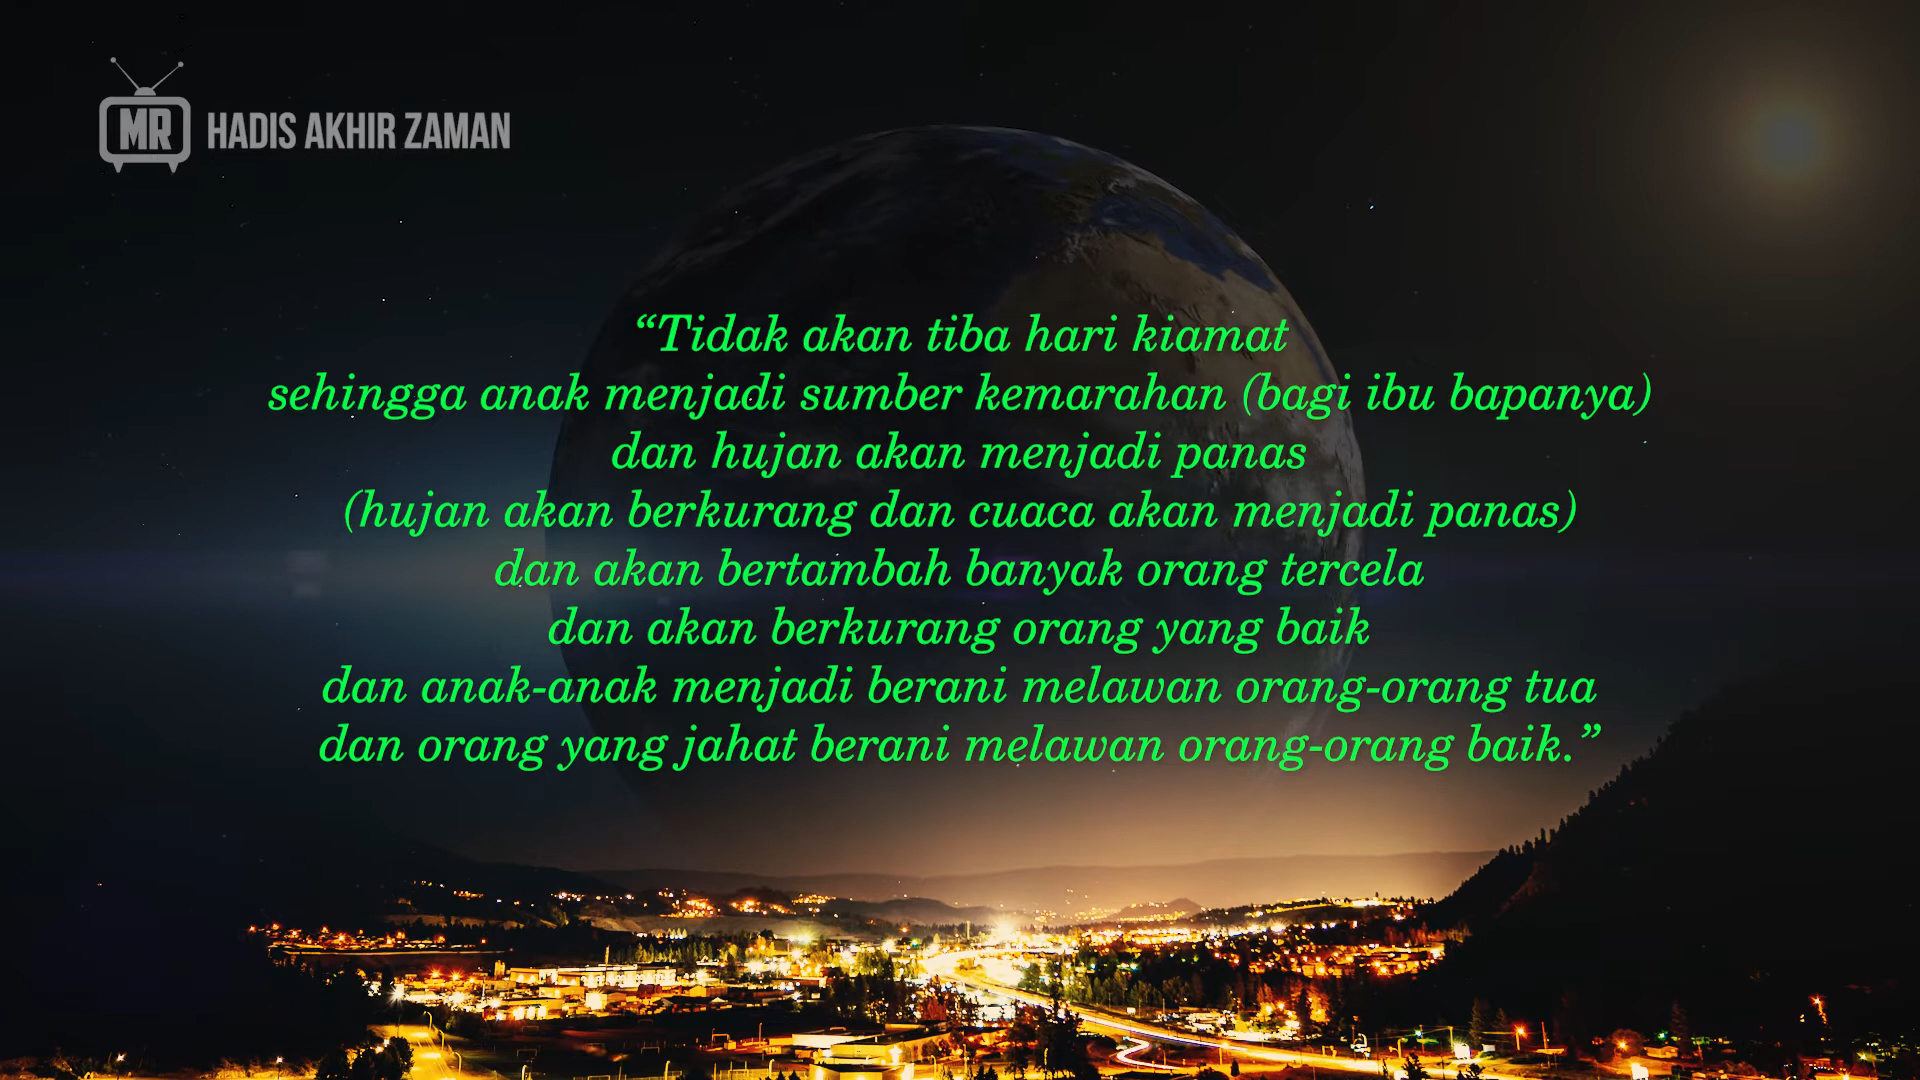 MR HADIS AKHIR ZAMAN
“Tidak akan tiba hari kiamat
sehingga anak menjadi sumber kemarahan (bagi ibu bapanya)
dan hujan akan menjadi panas
(hujan akan berkurang dan cuaca akan menjadi panas)
dan akan bertambah banyak orang tercela
dan akan berkurang orang yang baik
dan anak-anak menjadi berani melawan orang-orang tua
dan orang yang jahat berani melawan orang-orang baik.”